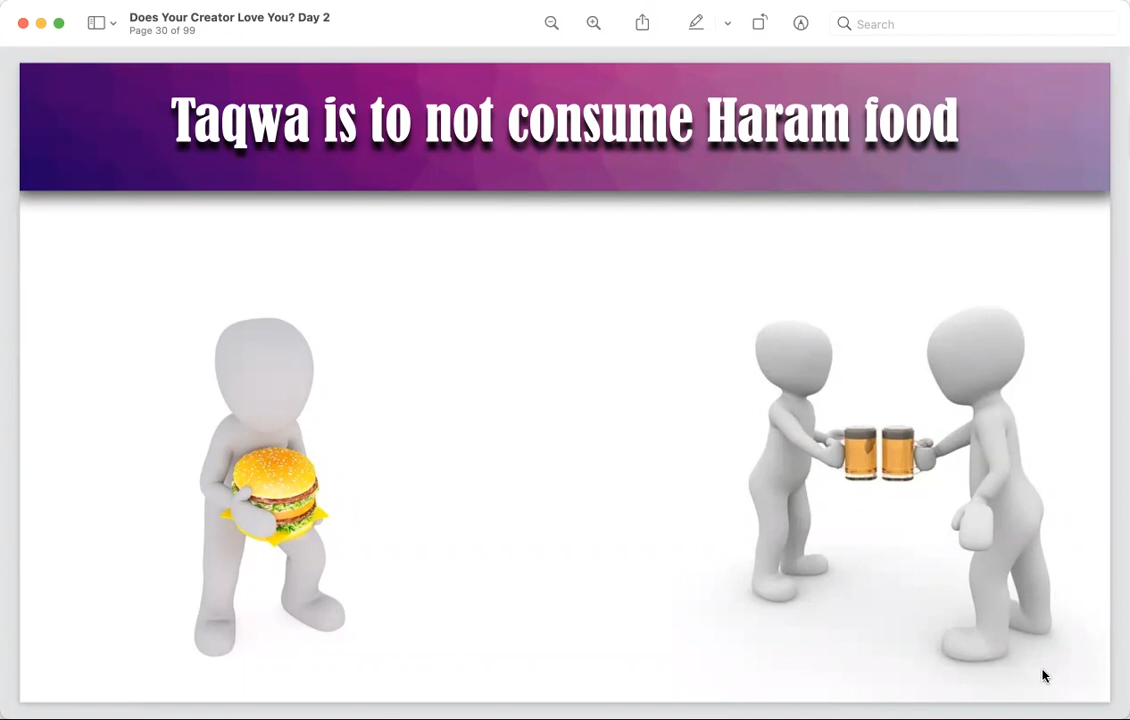 Does Your Creator Love You? Day 2
Page 30 of 99
Search
Taqwa is to not consume Haram food